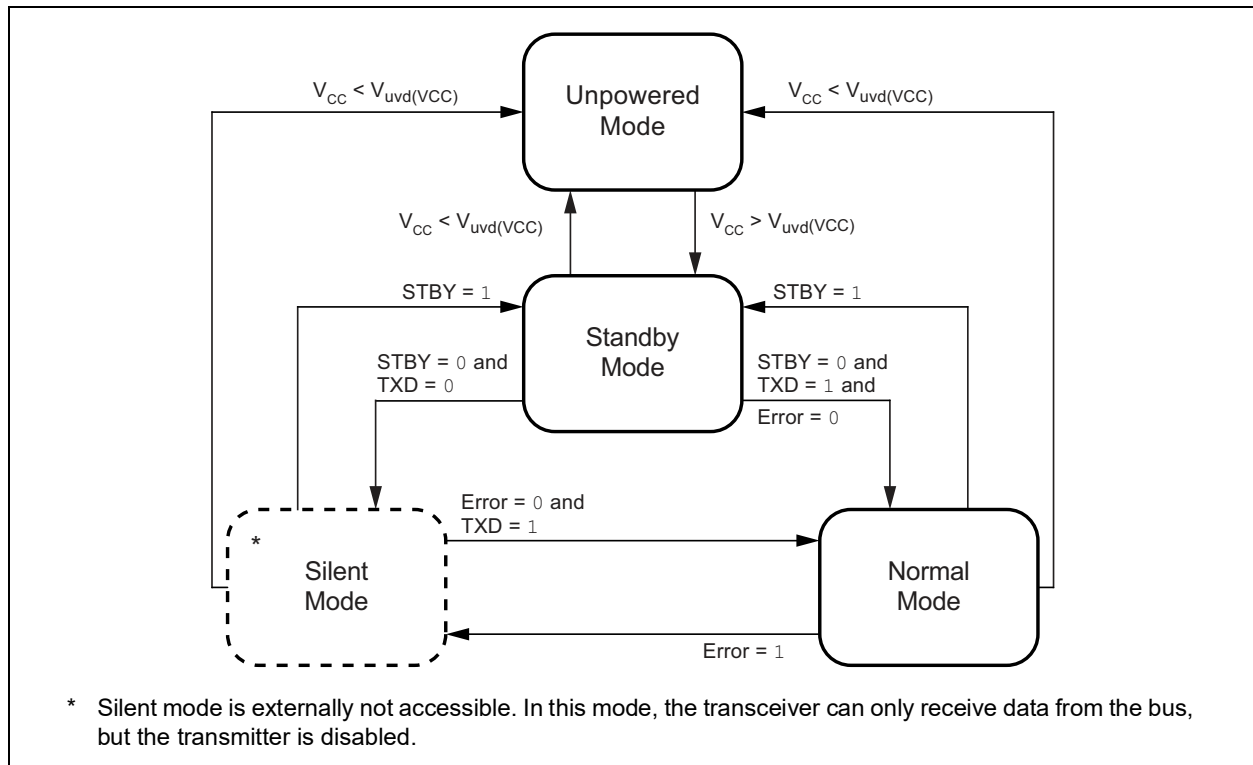 V_CC < V_uvd(VCC)
Unpowered
Mode
V_CC < V_uvd(VCC)
V_CC < V_uvd(VCC)
V_CC > V_uvd(VCC)
STBY = 1
STBY = 1
Standby
Mode
STBY = 0 and
TXD = 0
STBY = 0 and
TXD = 1 and
Error = 0
Error = 0 and
TXD = 1
*
Silent
Mode
Normal
Mode
Error = 1
* Silent mode is externally not accessible. In this mode, the transceiver can only receive data from the bus,
but the transmitter is disabled.